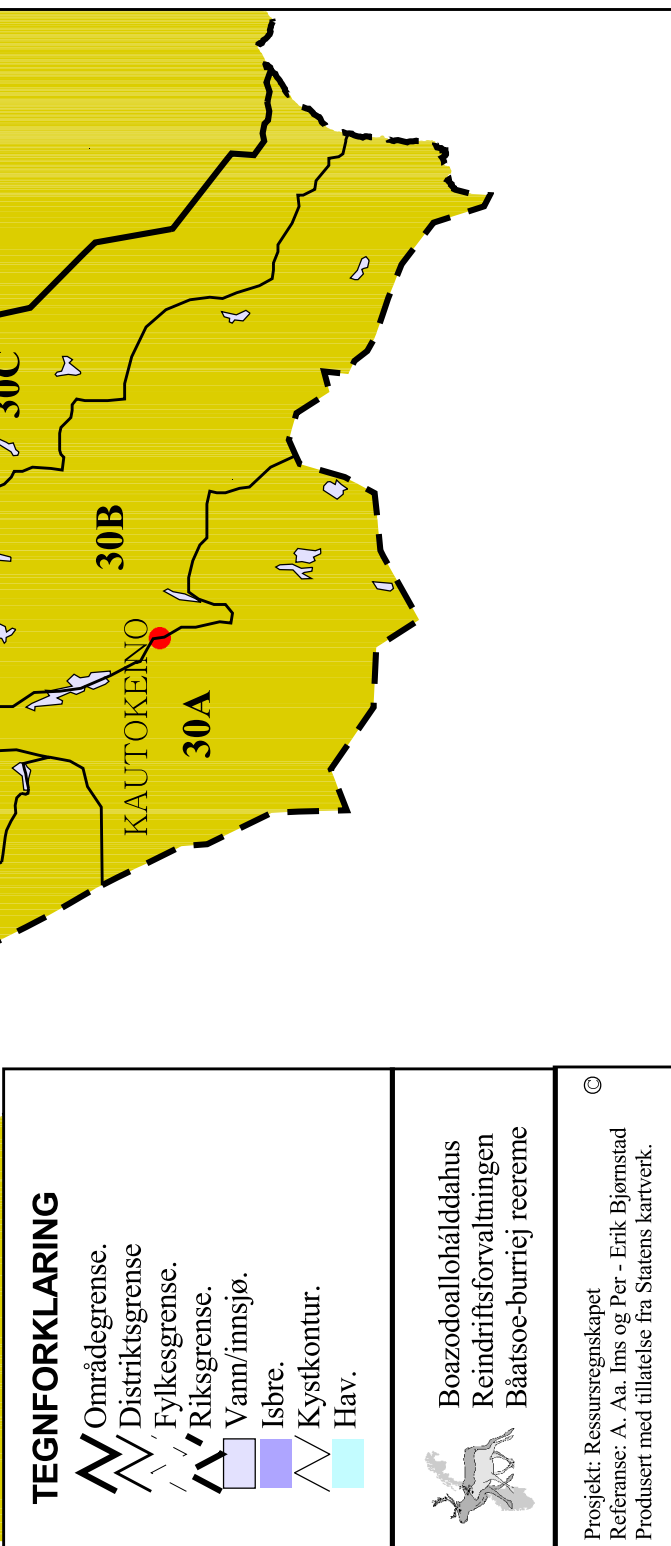 30C
30B
KAUTOKEINO
30A
TEGNFORKLARING
Områdegrense.
Distriktsgrense
Fylkesgrense.
Riksgrense.
Vann/innsjø.
Isbre.
Kystkontur.
Hav.
Boazodoallohálddahus
Reindriftsforvaltningen
Båatsoe-burriej reereme
©
Prosjekt: Ressursregnskapet
Referanse: A. Aa. Ims og Per - Erik Bjørnstad
Produsert med tillatelse fra Statens kartverk.